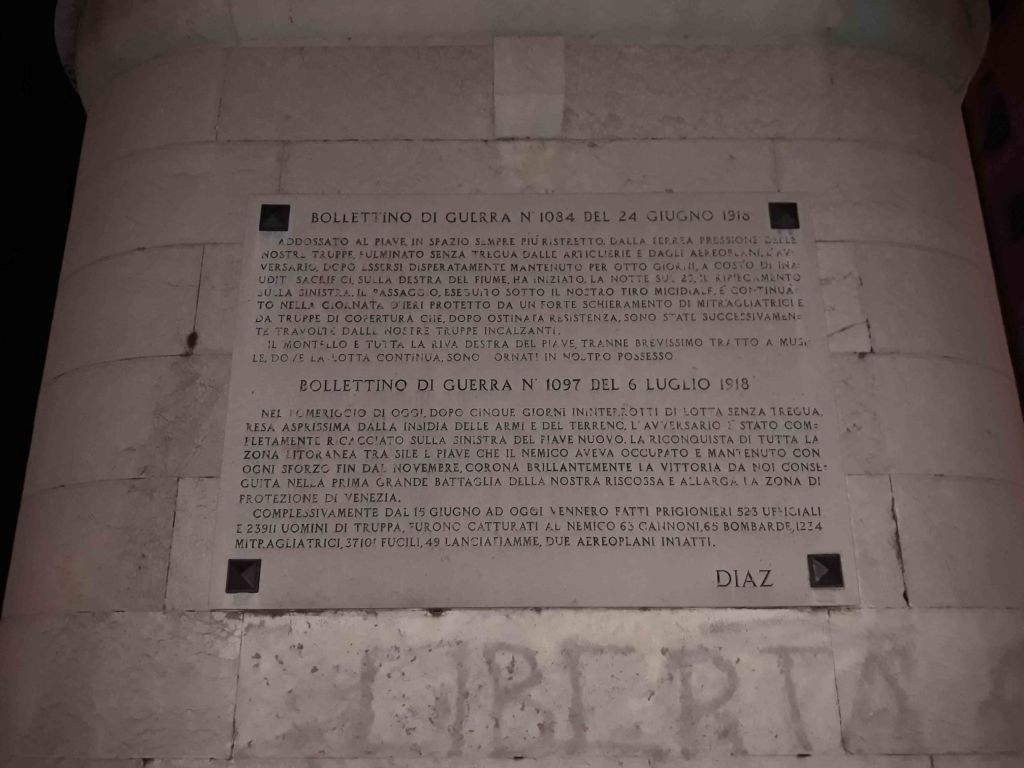 BOLLETTINO DI GUERRA N° 1084 DEL 24 GIUGNO 1918
ADDOSSATO AL PIAVE, IN SPAZIO SEMPRE PIÙ RISTRETTO, DALLA FERREA PRESSIONE DELLE
NOSTRE TRUPPE, FULMINATO SENZA TREGUA DALLE ARTIGLIERIE E DAGLI AEREOPLANI, L'AV-
VERSARIO, DOPO ESSERSI DISPERATAMENTE MANTENUTO PER OTTO GIORNI, A COSTO DI INA-
UDITI SACRIFICI, SULLA DESTRA DEL FIUME, HA INIZIATO, LA NOTTE SUL 23, IL RIPIEGAMENTO
SULLA SINISTRA. IL PASSAGGIO, ESEGUITO SOTTO IL NOSTRO TIRO MICIDIALE, È CONTINUA-
TO NELLA GIORNATA D'IERI PROTETTO DA UN FORTE SCHIERAMENTO DI MITRAGLIATRICI E
DA TRUPPE DI COPERTURA CHE, DOPO OSTINATA RESISTENZA, SONO STATE SUCCESSIVAMEN-
TE TRAVOLTE DALLE NOSTRE TRUPPE INCALZANTI.
IL MONTELLO E TUTTA LA RIVA DESTRA DEL PIAVE, TRANNE BREVISSIMO TRATTO A MUSI-
LE, DOVE LA LOTTA CONTINUA, SONO TORNATI IN NOSTRO POSSESSO.
BOLLETTINO DI GUERRA N° 1097 DEL 6 LUGLIO 1918
NEL POMERIGGIO DI OGGI, DOPO CINQUE GIORNI ININTERROTTI DI LOTTA SENZA TREGUA,
RESA ASPRISSIMA DALLA INSIDIA DELLE ARMI E DEL TERRENO, L'AVVERSARIO È STATO COM-
PLETAMENTE RICACCIATO SULLA SINISTRA DEL PIAVE NUOVO. LA RICONQUISTA DI TUTTA LA
ZONA LITORANEA TRA SILE E PIAVE CHE IL NEMICO AVEVA OCCUPATO E MANTENUTO CON
OGNI SFORZO FIN DAL NOVEMBRE, CORONA BRILLANTEMENTE LA VITTORIA DA NOI CONSE-
GUITA NELLA PRIMA GRANDE BATTAGLIA DELLA NOSTRA RISCOSSA E ALLARGA LA ZONA DI
PROTEZIONE DI VENEZIA.
COMPLESSIVAMENTE DAL 15 GIUGNO AD OGGI VENNERO FATTI PRIGIONIERI 523 UFFICIALI
E 23911 UOMINI DI TRUPPA, FURONO CATTURATI AL NEMICO 63 CANNONI, 65 BOMBARDE, 1234
MITRAGLIATRICI, 37105 FUCILI, 49 LANCIAFIAMME, DUE AEREOPLANI INTATTI.
DIAZ
LIBERTÀ